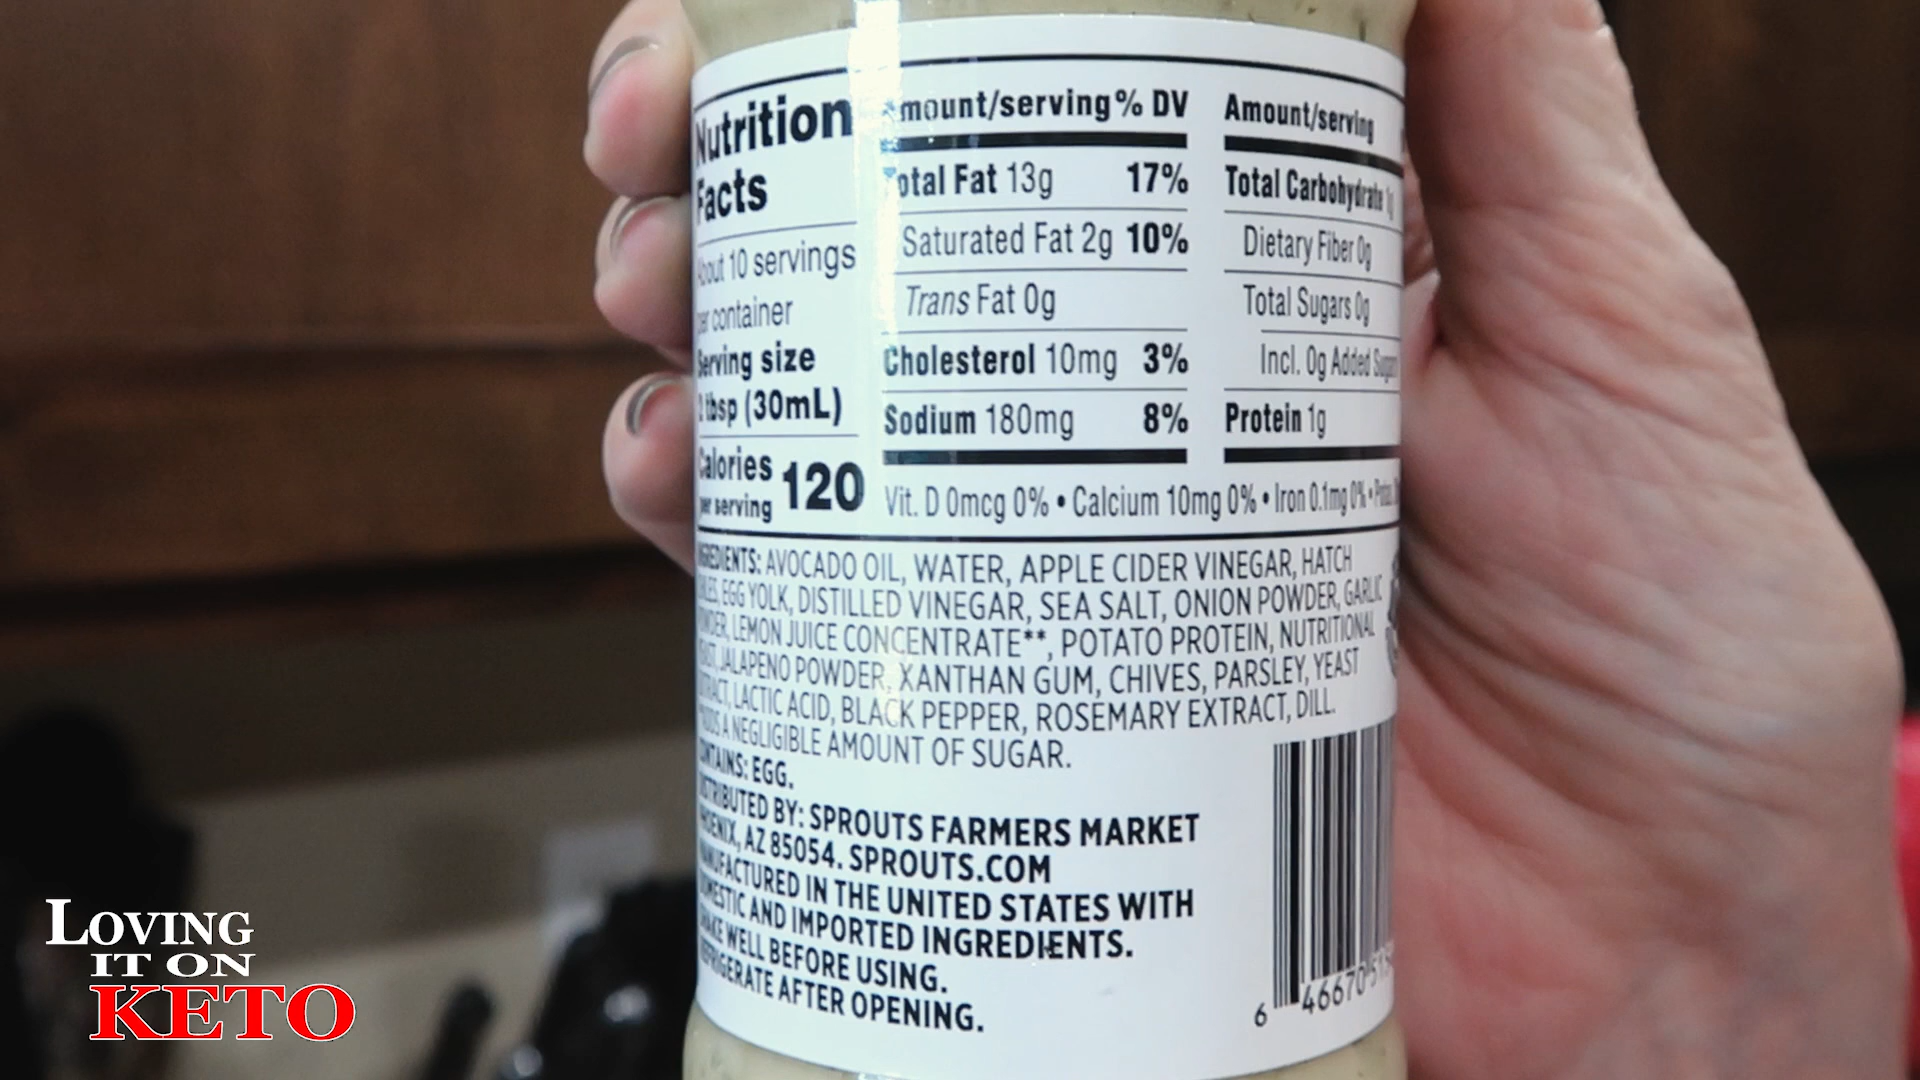 Nutrition
Facts
About 10 servings
per container
Serving size
2 tbsp (30mL)
Calories
per serving
120
Amount/serving % DV
Total Fat 13g 17%
Saturated Fat 2g 10%
Trans Fat 0g
Cholesterol 10mg 3%
Sodium 180mg 8%
Amount/serving
Total Carbohydrate 1g
Dietary Fiber 0g
Total Sugars 0g
Incl. 0g Added Sugars
Protein 1g
Vit. D 0mcg 0% • Calcium 10mg 0% • Iron 0.1mg 0% •
INGREDIENTS: AVOCADO OIL, WATER, APPLE CIDER VINEGAR, HATCH
CHILES, EGG YOLK, DISTILLED VINEGAR, SEA SALT, ONION POWDER, GARLIC
POWDER, LEMON JUICE CONCENTRATE**, POTATO PROTEIN, NUTRITIONAL
YEAST, JALAPENO POWDER, XANTHAN GUM, CHIVES, PARSLEY, YEAST
EXTRACT, LACTIC ACID, BLACK PEPPER, ROSEMARY EXTRACT, DILL.
**ADDS A NEGLIGIBLE AMOUNT OF SUGAR.
CONTAINS: EGG.
DISTRIBUTED BY: SPROUTS FARMERS MARKET
PHOENIX, AZ 85054. SPROUTS.COM
MANUFACTURED IN THE UNITED STATES WITH
DOMESTIC AND IMPORTED INGREDIENTS.
SHAKE WELL BEFORE USING.
REFRIGERATE AFTER OPENING.
6 46670
LOVING
IT ON
KETO